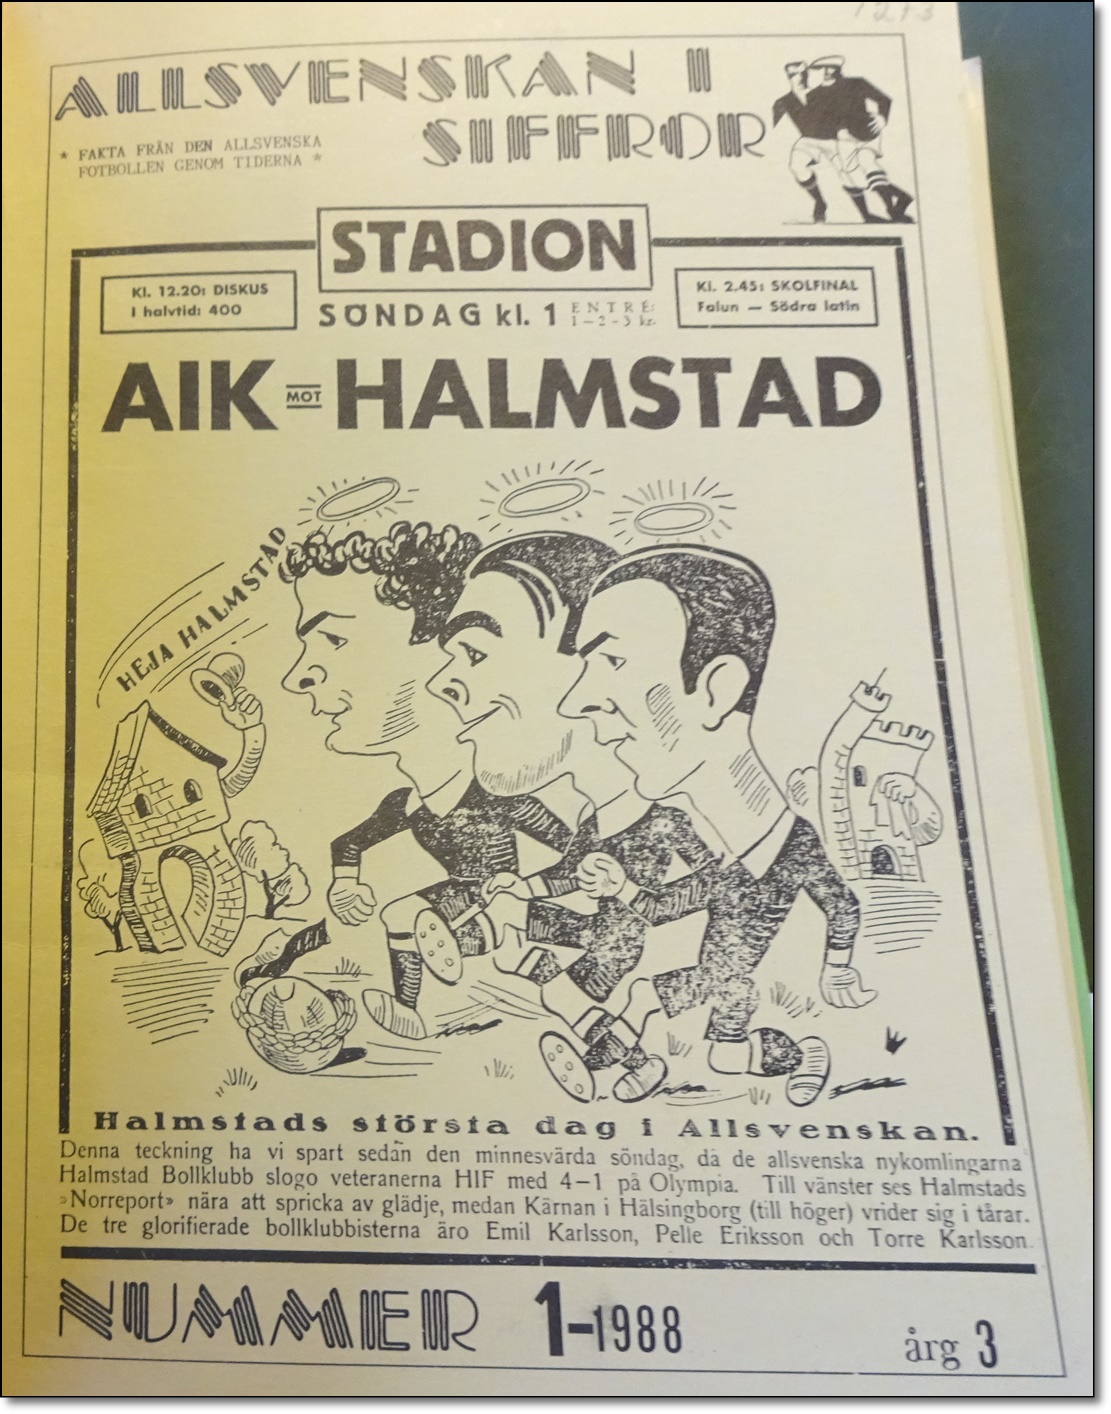 1273
ALLSVENSKAN I
SIFFROR
* FAKTA FRÅN DEN ALLSVENSKA
FOTBOLLEN GENOM TIDERNA *
STADION
Kl. 12.20: DISKUS
I halvtid: 400
SÖNDAG kl. 1
ENTRÉ:
1–2–3 kr.
Kl. 2.45: SKOLFINAL
Falun — Södra latin
AIK MOT HALMSTAD
HEJA HALMSTAD
Halmstads största dag i Allsvenskan.
Denna teckning ha vi spart sedan den minnesvärda söndag, då de allsvenska nykomlingarna
Halmstad Bollklubb slogo veteranerna HIF med 4–1 på Olympia. Till vänster ses Halmstads
»Norreport» nära att spricka av glädje, medan Kärnan i Hälsingborg (till höger) vrider sig i tårar.
De tre glorifierade bollklubbisterna äro Emil Karlsson, Pelle Eriksson och Torre Karlsson.
NUMMER 1-1988
årg 3